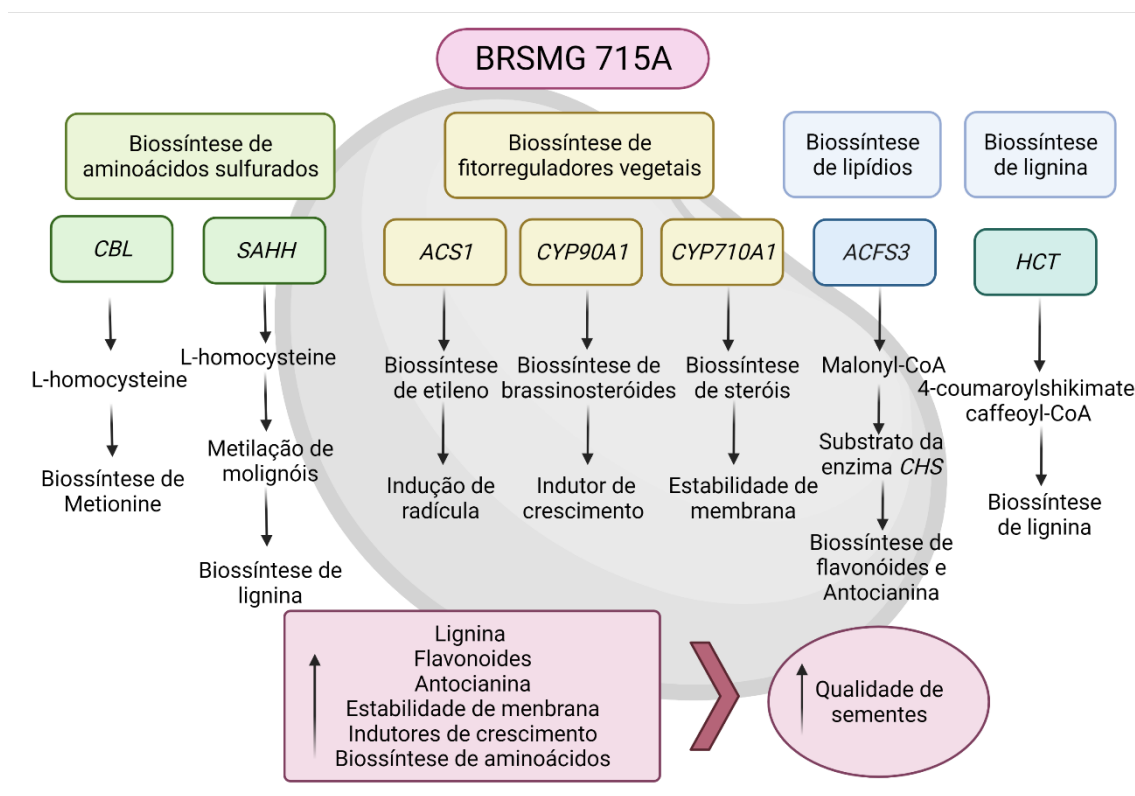 BRSMG 715A
Biossíntese de
aminoácidos sulfurados
Biossíntese de
fitorreguladores vegetais
Biossíntese
de lipídios
Biossíntese
de lignina
CBL
SAHH
ACS1
CYP90A1
CYP710A1
ACFS3
HCT
L-homocysteine
Biossíntese de
Metionine
L-homocysteine
Metilação de
molignóis
Biossíntese de
lignina
Biossíntese
de etileno
Indução de
radícula
Biossíntese de
brassinosteróides
Indutor de
crescimento
Biossíntese
de steróis
Estabilidade de
membrana
Malonyl-CoA
Substrato da
enzima CHS
Biossíntese de
flavonóides e
Antocianina
4-coumaroylshikimate
caffeoyl-CoA
Biossíntese
de lignina
Lignina
Flavonoides
Antocianina
Estabilidade de menbrana
Indutores de crescimento
Biossíntese de aminoácidos
Qualidade de
sementes